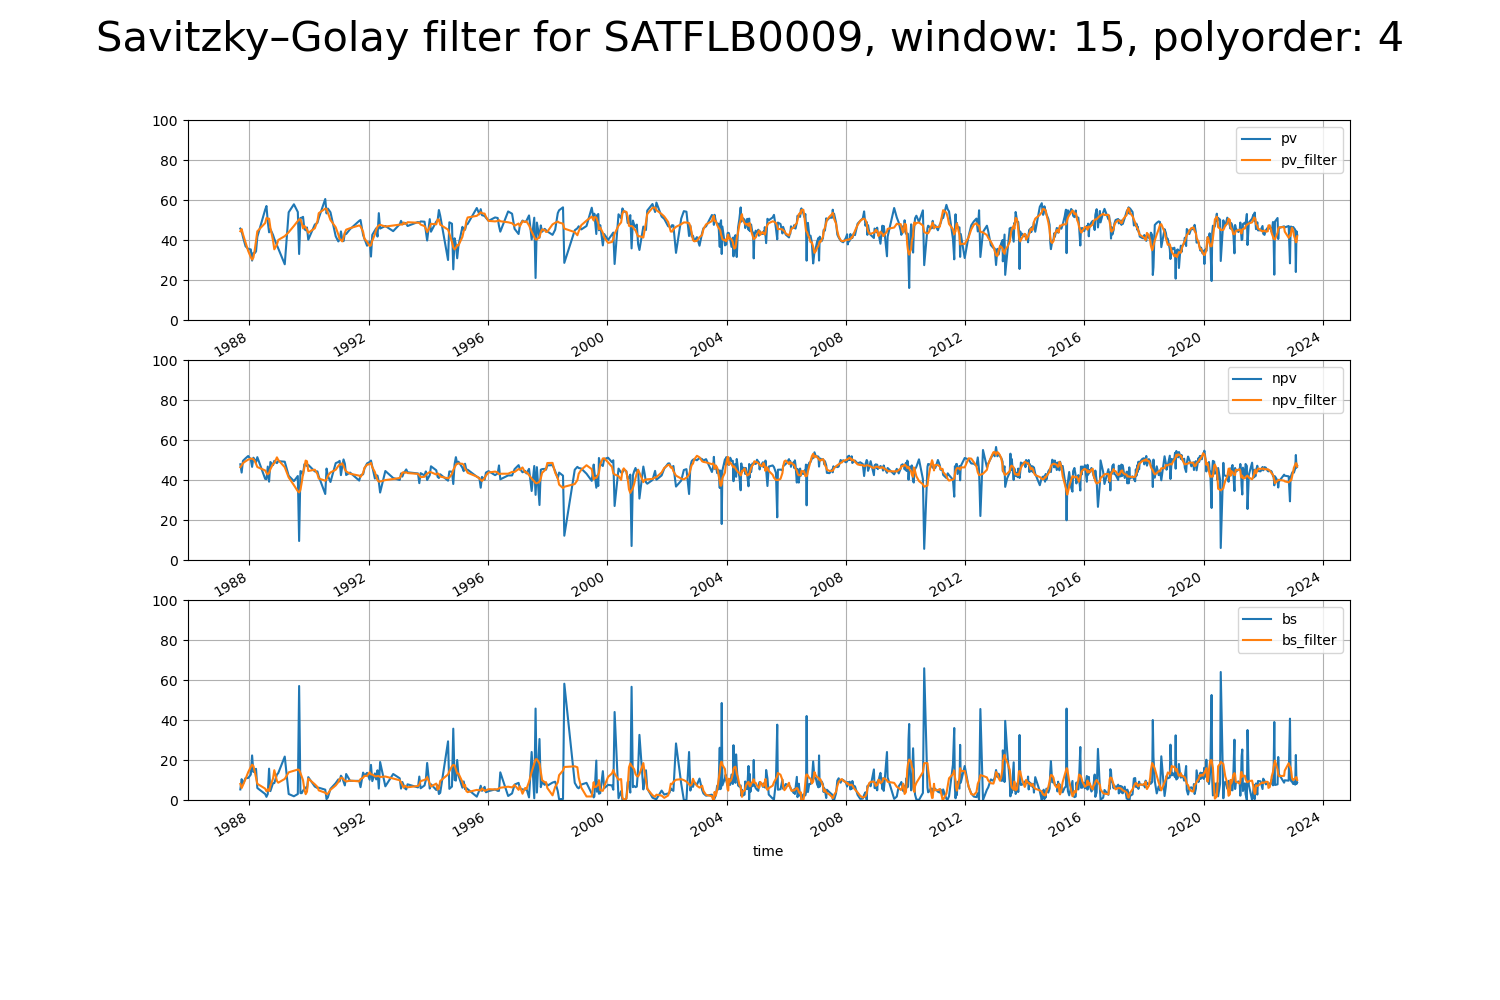 Savitzky–Golay filter for SATFLB0009, window: 15, polyorder: 4
100
80
60
40
20
0
pv
pv_filter
1988 1992 1996 2000 2004 2008 2012 2016 2020 2024
100
80
60
40
20
0
npv
npv_filter
1988 1992 1996 2000 2004 2008 2012 2016 2020 2024
100
80
60
40
20
0
bs
bs_filter
1988 1992 1996 2000 2004 2008 2012 2016 2020 2024
time